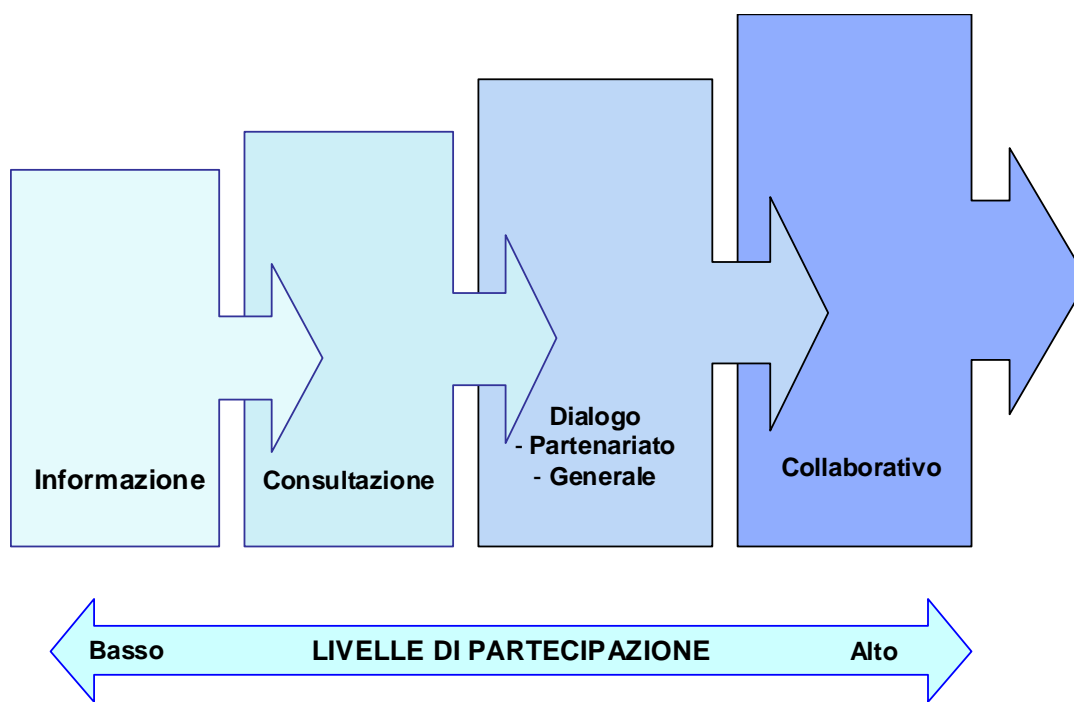 Informazione
Consultazione
Dialogo
- Partenariato
- Generale
Collaborativo
Basso
LIVELLE DI PARTECIPAZIONE
Alto